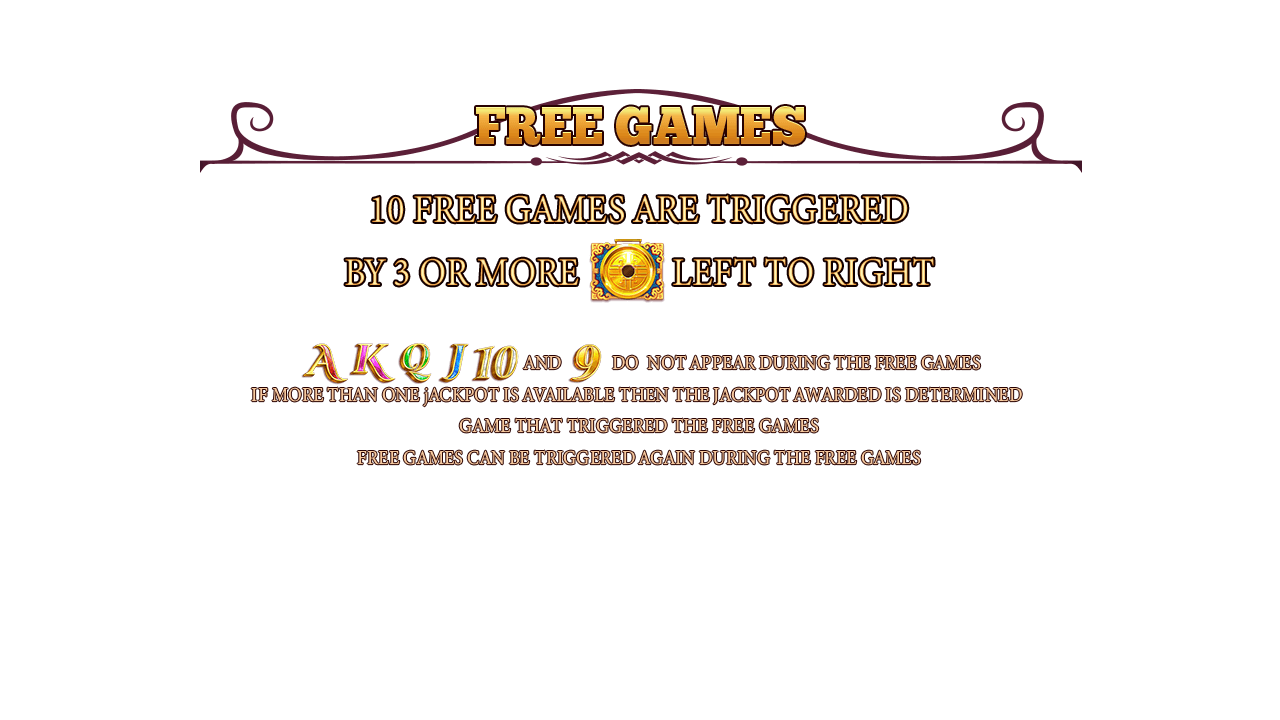 FREE GAMES
10 FREE GAMES ARE TRIGGERED
BY 3 OR MORE LEFT TO RIGHT
A K Q J 10 AND 9 DO NOT APPEAR DURING THE FREE GAMES
IF MORE THAN ONE jACKPOT IS AVAILABLE THEN THE JACKPOT AWARDED IS DETERMINED
GAME THAT TRIGGERED THE FREE GAMES
FREE GAMES CAN BE TRIGGERED AGAIN DURING THE FREE GAMES